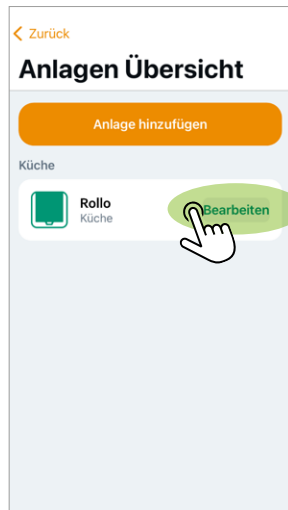 Zurück
Anlagen Übersicht
Anlage hinzufügen
Küche
Rollo
Küche
Bearbeiten